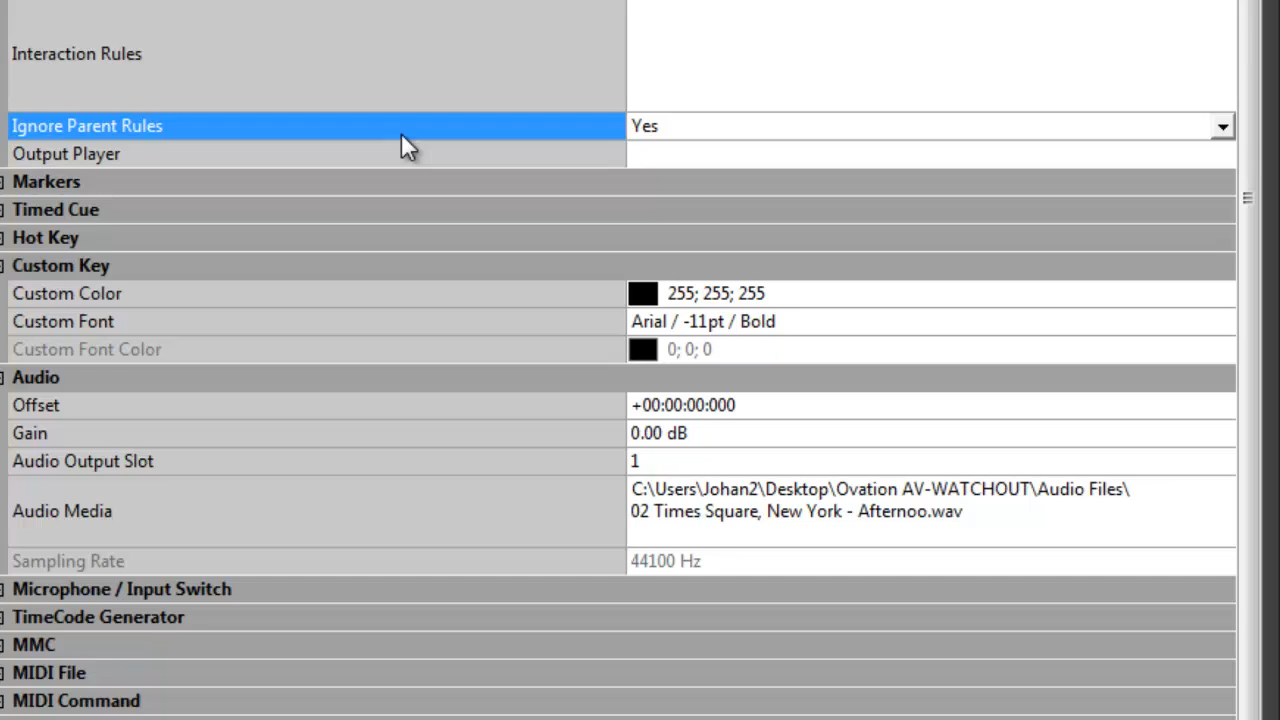 Interaction Rules
Ignore Parent Rules Yes
Output Player
Markers
Timed Cue
Hot Key
Custom Key
Custom Color 255; 255; 255
Custom Font Arial / -11pt / Bold
Custom Font Color 0; 0; 0
Audio
Offset +00:00:00:000
Gain 0.00 dB
Audio Output Slot 1
Audio Media C:\Users\Johan2\Desktop\Ovation AV-WATCHOUT\Audio Files\
02 Times Square, New York - Afternoo.wav
Sampling Rate 44100 Hz
Microphone / Input Switch
TimeCode Generator
MMC
MIDI File
MIDI Command